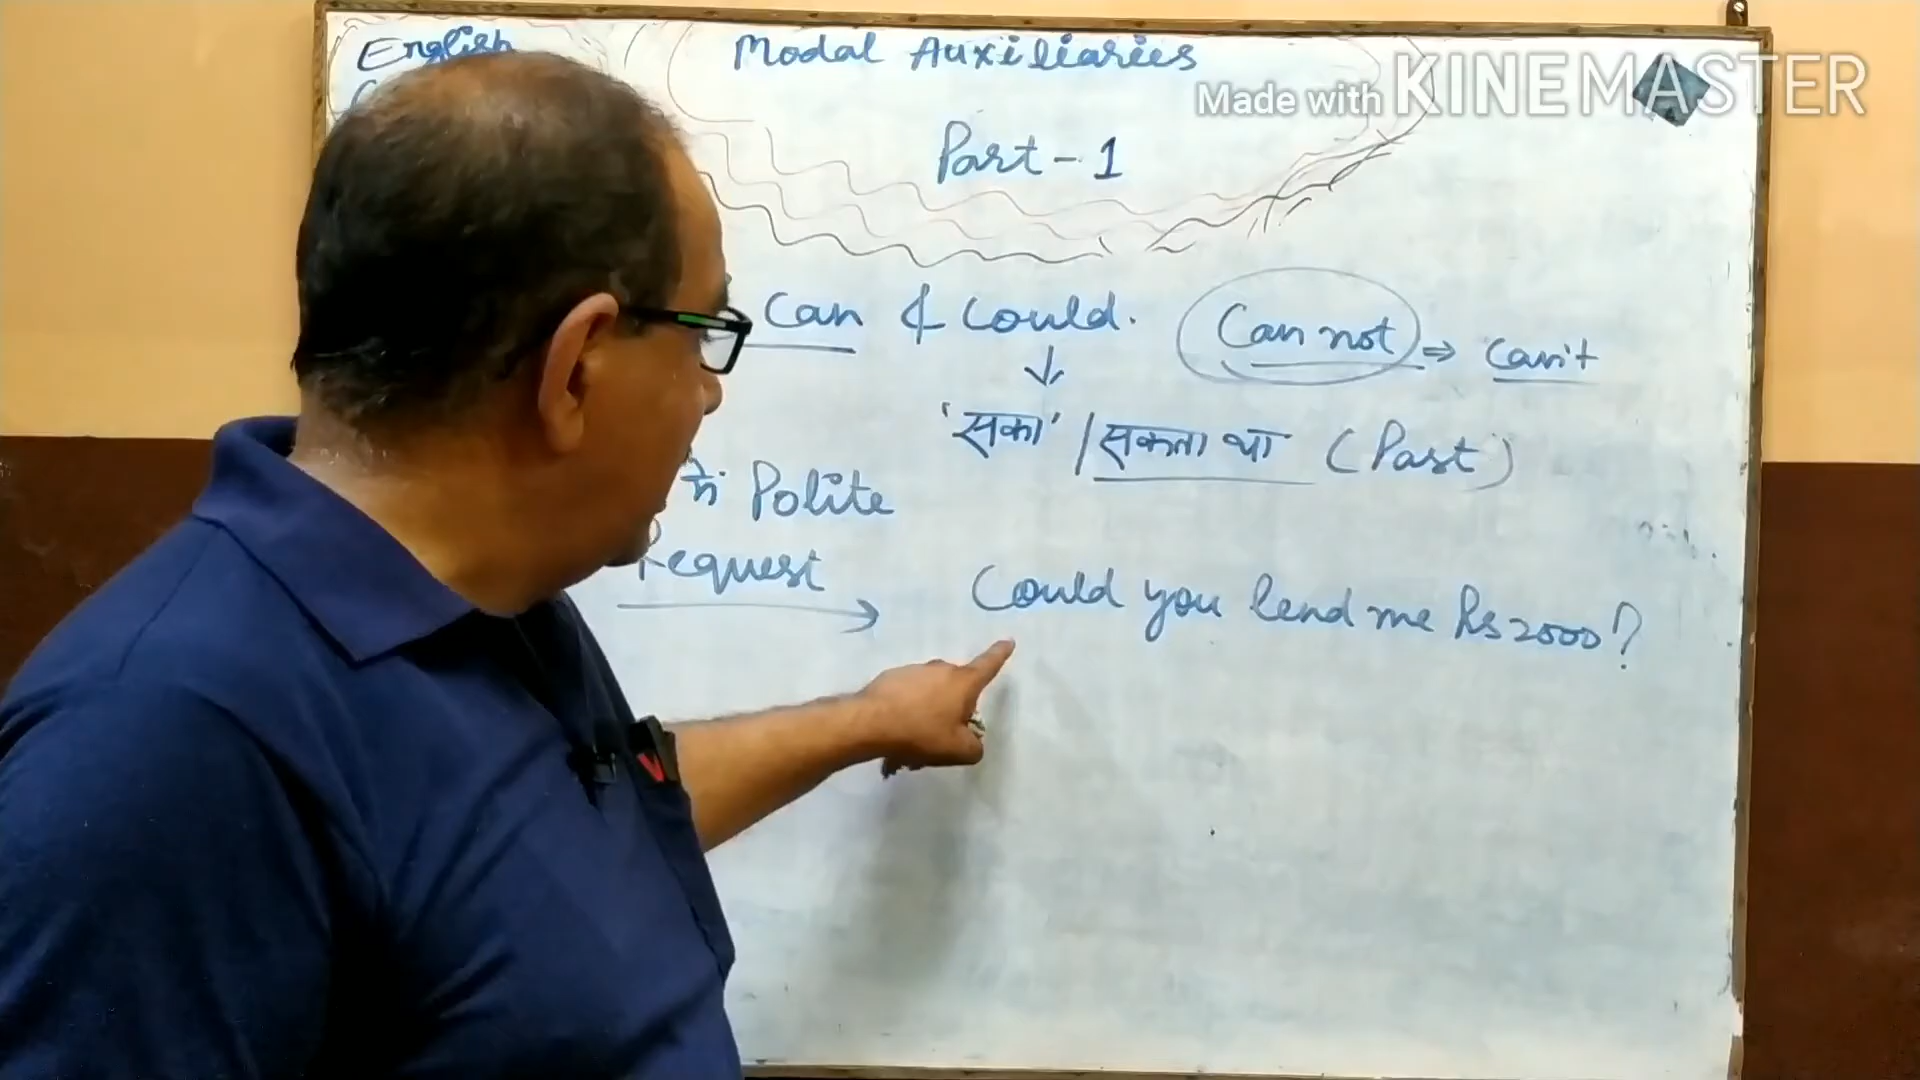 English
Modal Auxiliaries
Made with KINEMASTER
Part - 1
Can & Could.
Can not ⇒ Can't
↓
'सका' / सकता था (Past)
में Polite
Request → Could you lend me Rs 2000?